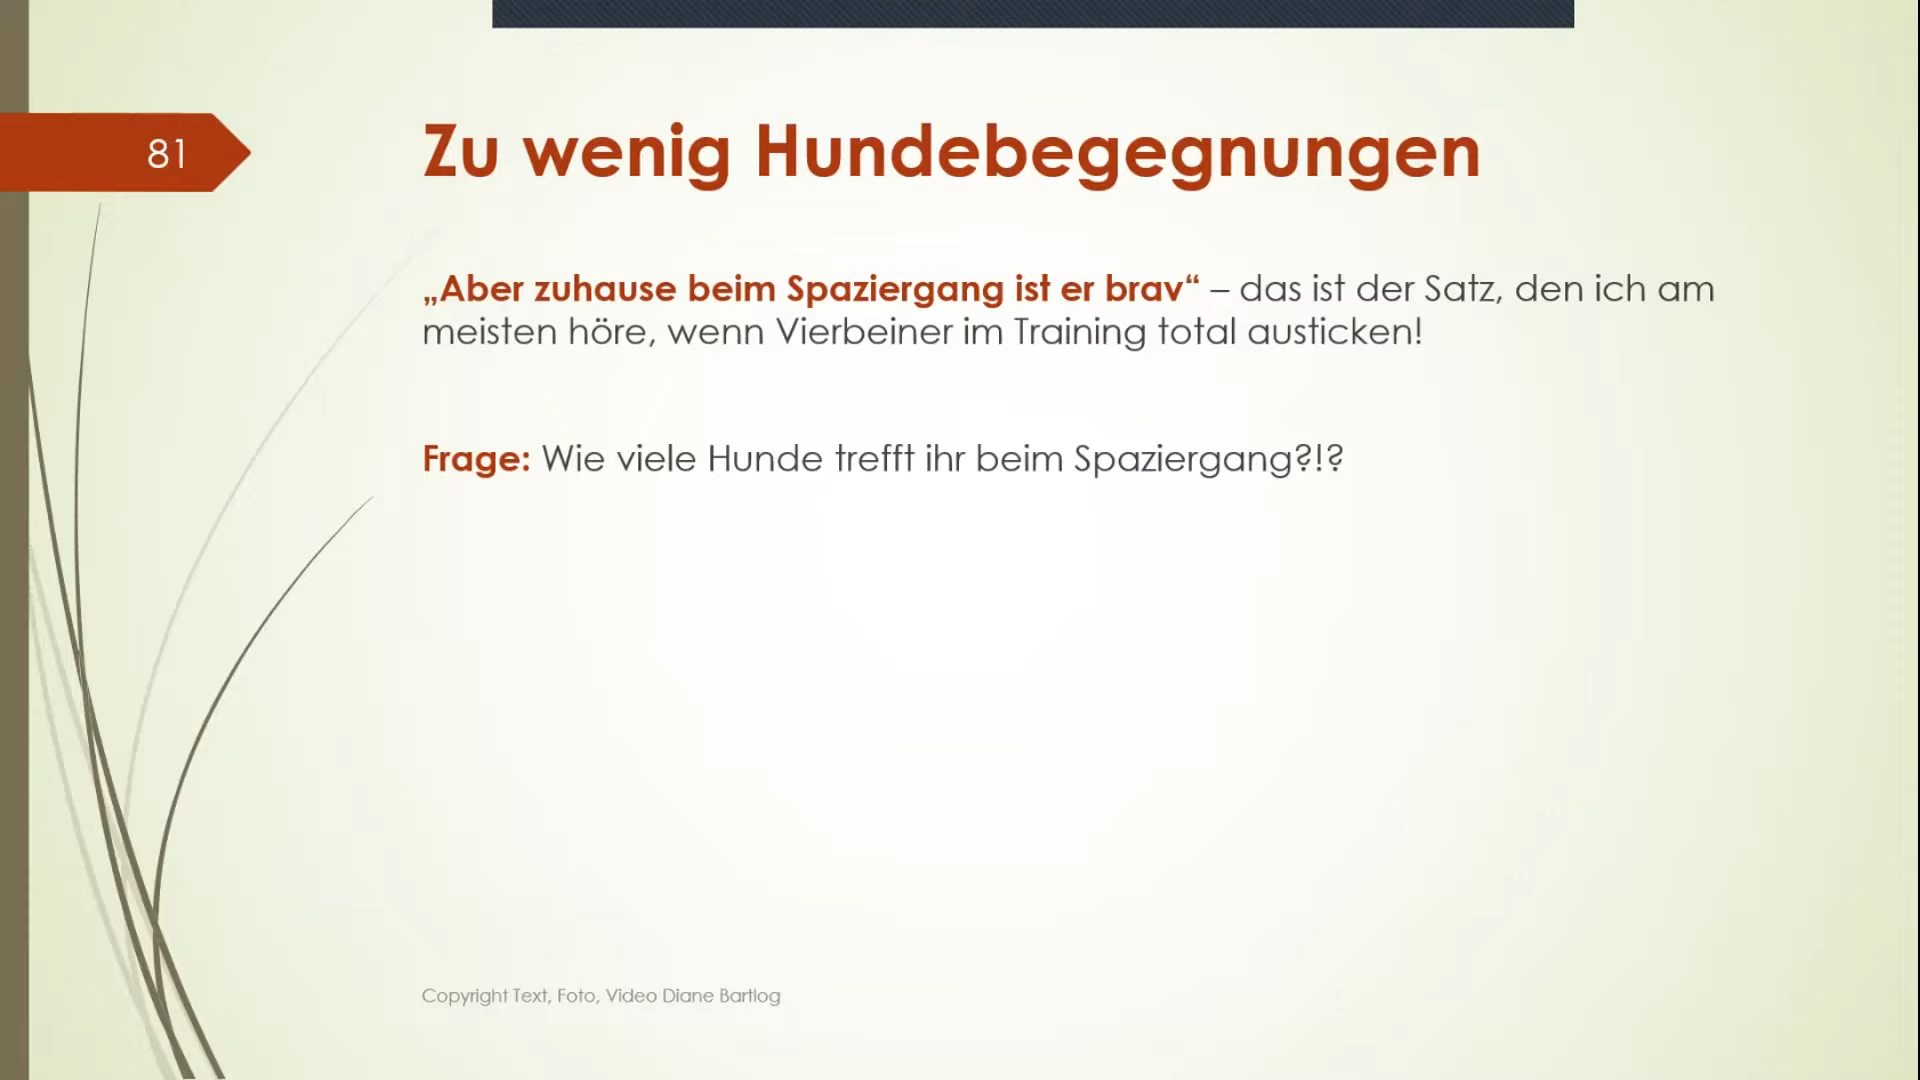 81
Zu wenig Hundebegegnungen
„Aber zuhause beim Spaziergang ist er brav“ – das ist der Satz, den ich am
meisten höre, wenn Vierbeiner im Training total austicken!
Frage: Wie viele Hunde trefft ihr beim Spaziergang?!?
Copyright Text, Foto, Video Diane Bartlog